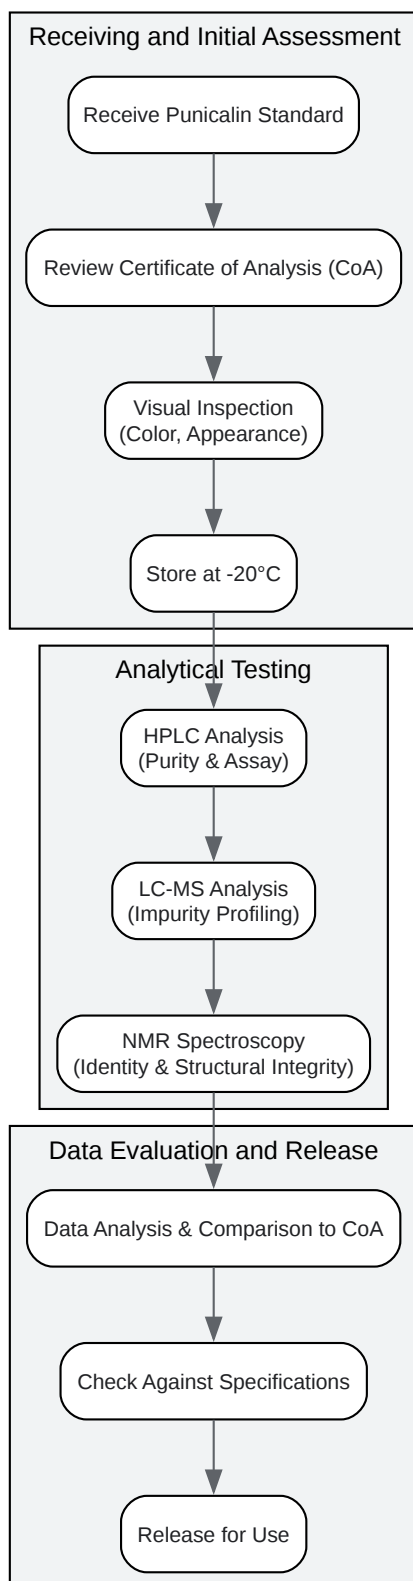 Receiving and Initial Assessment
Receive Punicalin Standard
Review Certificate of Analysis (CoA)
Visual Inspection
(Color, Appearance)
Store at -20°C
Analytical Testing
HPLC Analysis
(Purity & Assay)
LC-MS Analysis
(Impurity Profiling)
NMR Spectroscopy
(Identity & Structural Integrity)
Data Evaluation and Release
Data Analysis & Comparison to CoA
Check Against Specifications
Release for Use